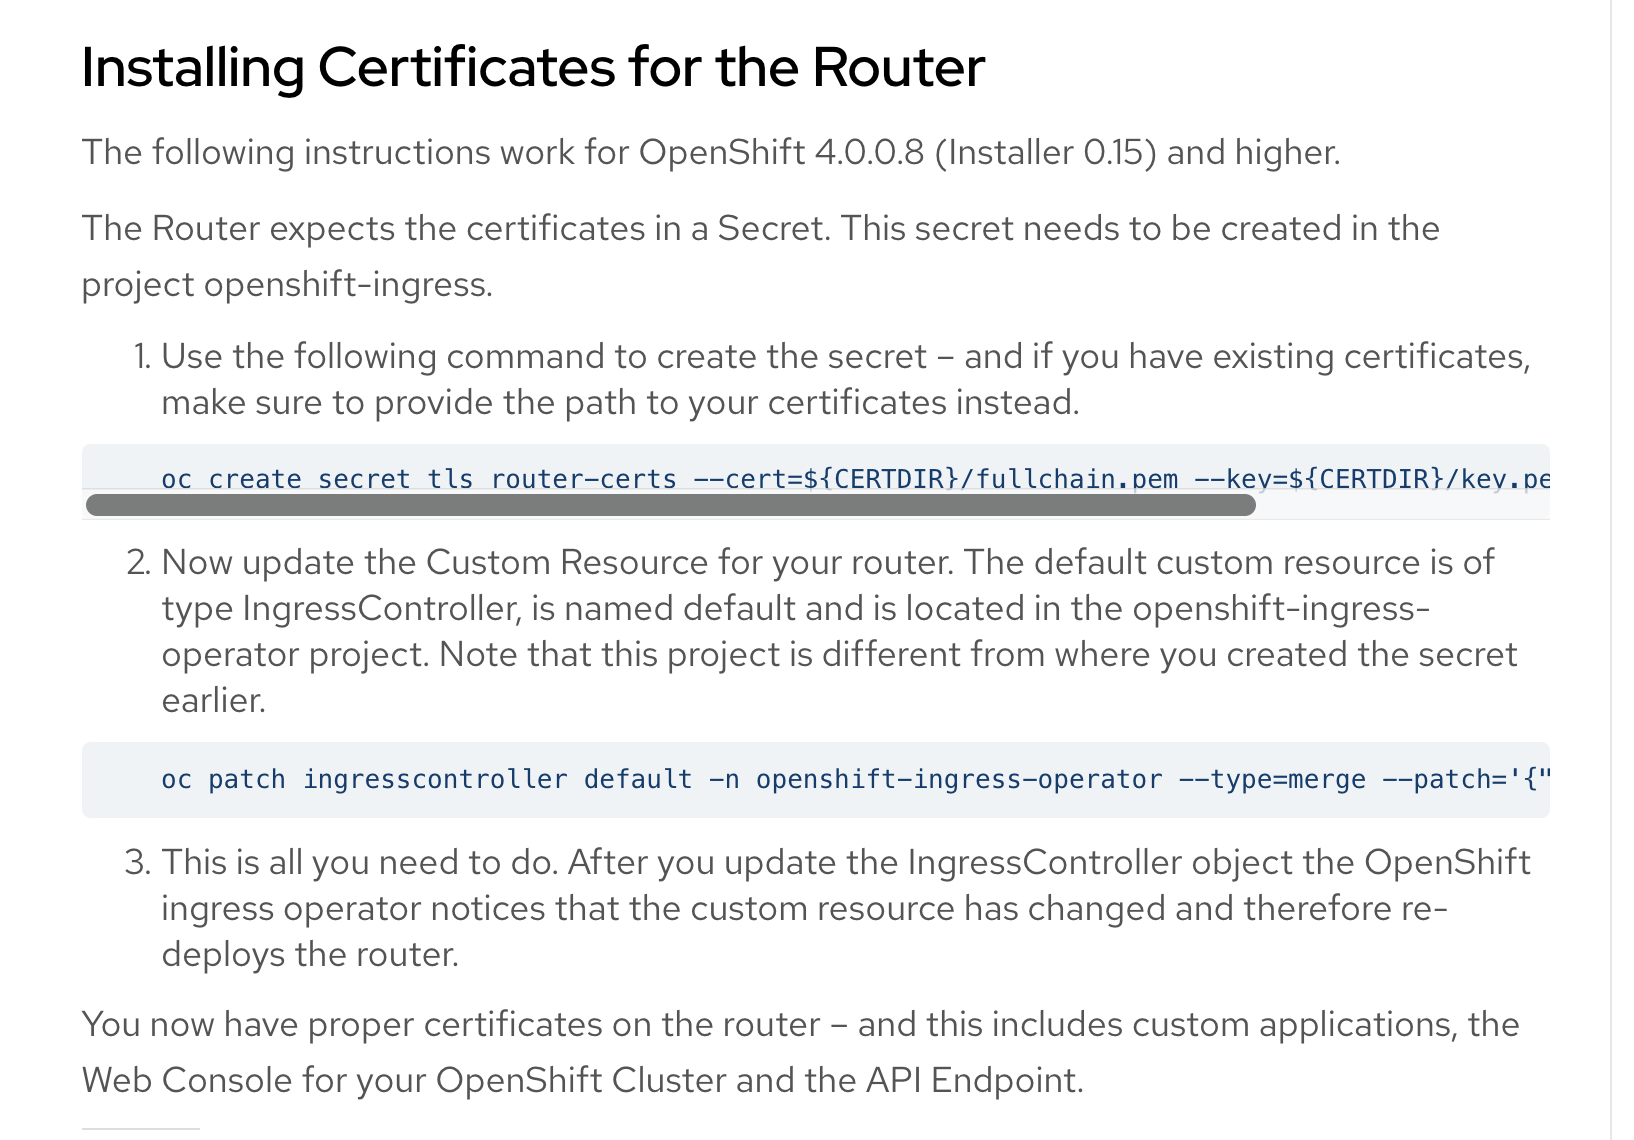 Installing Certificates for the Router
The following instructions work for OpenShift 4.0.0.8 (Installer 0.15) and higher.
The Router expects the certificates in a Secret. This secret needs to be created in the
project openshift-ingress.
1. Use the following command to create the secret – and if you have existing certificates,
make sure to provide the path to your certificates instead.
oc create secret tls router-certs --cert=${CERTDIR}/fullchain.pem --key=${CERTDIR}/key.pe
2. Now update the Custom Resource for your router. The default custom resource is of
type IngressController, is named default and is located in the openshift-ingress-
operator project. Note that this project is different from where you created the secret
earlier.
oc patch ingresscontroller default -n openshift-ingress-operator --type=merge --patch='{"
3. This is all you need to do. After you update the IngressController object the OpenShift
ingress operator notices that the custom resource has changed and therefore re-
deploys the router.
You now have proper certificates on the router – and this includes custom applications, the
Web Console for your OpenShift Cluster and the API Endpoint.